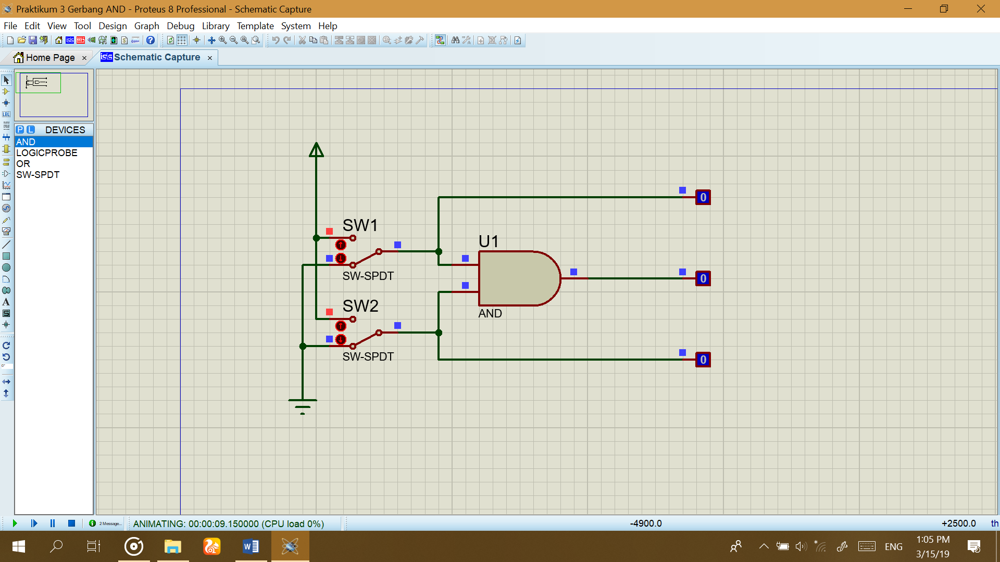 Praktikum 3 Gerbang AND - Proteus 8 Professional - Schematic Capture
File Edit View Tool Design Graph Debug Library Template System Help
Home Page × Schematic Capture ×
P L DEVICES
AND
LOGICPROBE
OR
SW-SPDT
SW1
SW-SPDT
SW2
SW-SPDT
U1
AND
0
0
0
2 Message...
ANIMATING: 00:00:09.150000 (CPU load 0%)
-4900.0
+2500.0 th
ENG
1:05 PM
3/15/19